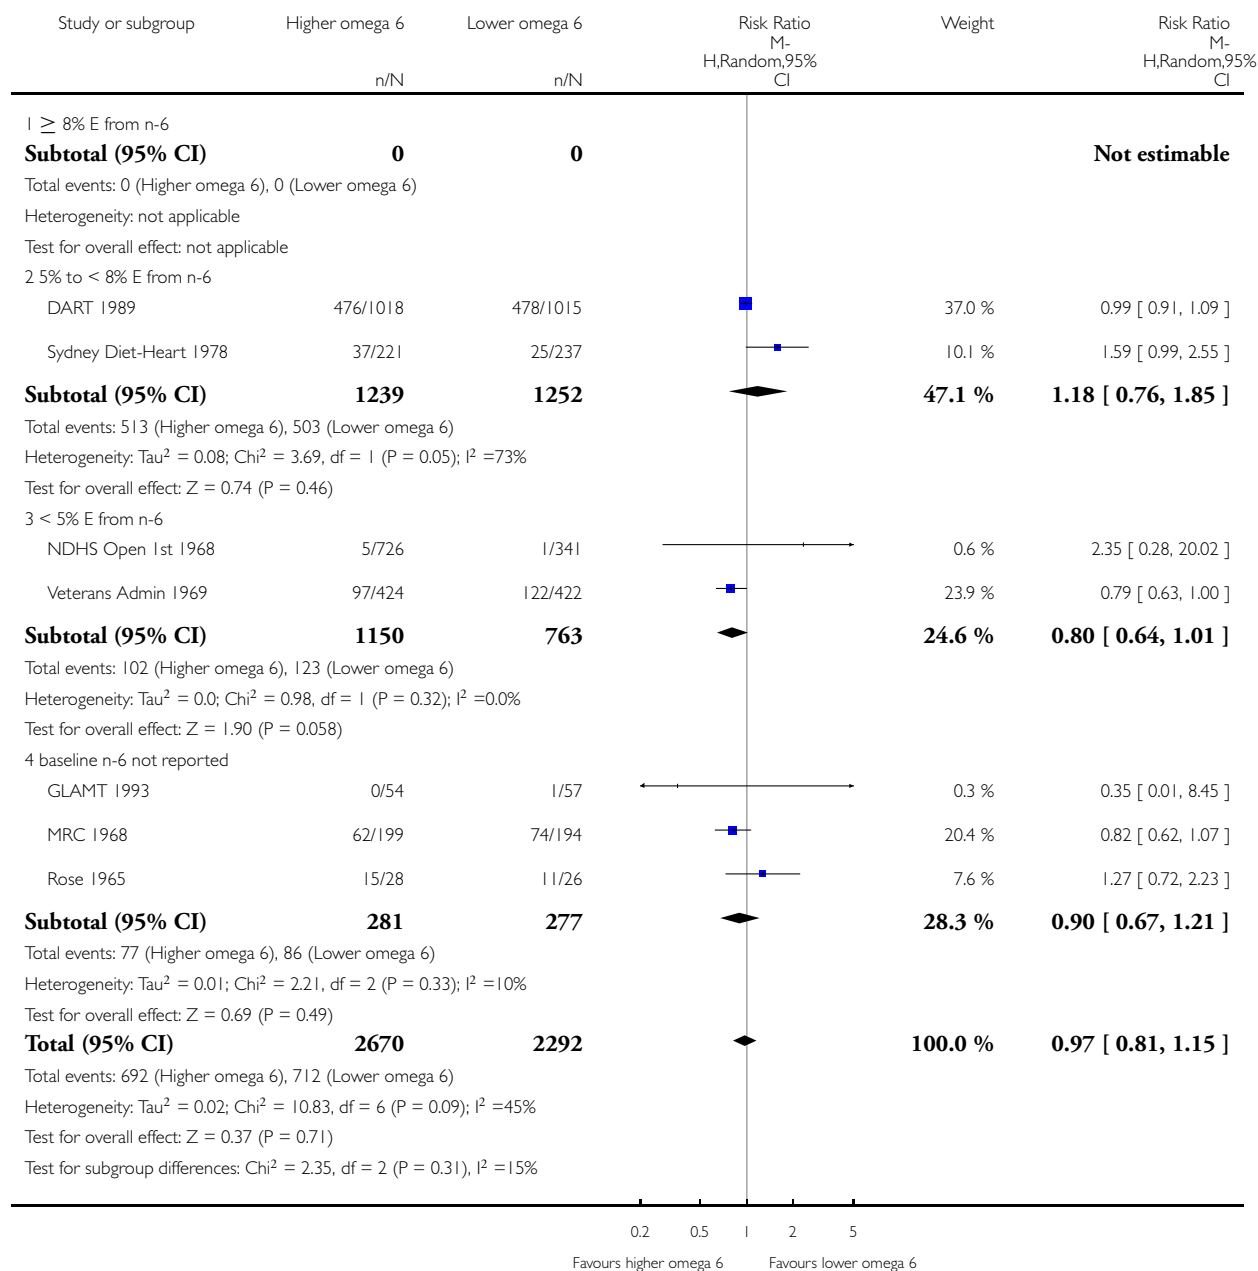 Study or subgroup Higher omega 6 Lower omega 6 Risk Ratio Weight Risk Ratio
M- M-
H,Random,95% H,Random,95%
n/N n/N CI CI
1 ≥ 8% E from n-6
Subtotal (95% CI) 0 0 Not estimable
Total events: 0 (Higher omega 6), 0 (Lower omega 6)
Heterogeneity: not applicable
Test for overall effect: not applicable
2 5% to < 8% E from n-6
DART 1989 476/1018 478/1015 37.0 % 0.99 [ 0.91, 1.09 ]
Sydney Diet-Heart 1978 37/221 25/237 10.1 % 1.59 [ 0.99, 2.55 ]
Subtotal (95% CI) 1239 1252 47.1 % 1.18 [ 0.76, 1.85 ]
Total events: 513 (Higher omega 6), 503 (Lower omega 6)
Heterogeneity: Tau² = 0.08; Chi² = 3.69, df = 1 (P = 0.05); I² =73%
Test for overall effect: Z = 0.74 (P = 0.46)
3 < 5% E from n-6
NDHS Open 1st 1968 5/726 1/341 0.6 % 2.35 [ 0.28, 20.02 ]
Veterans Admin 1969 97/424 122/422 23.9 % 0.79 [ 0.63, 1.00 ]
Subtotal (95% CI) 1150 763 24.6 % 0.80 [ 0.64, 1.01 ]
Total events: 102 (Higher omega 6), 123 (Lower omega 6)
Heterogeneity: Tau² = 0.0; Chi² = 0.98, df = 1 (P = 0.32); I² =0.0%
Test for overall effect: Z = 1.90 (P = 0.058)
4 baseline n-6 not reported
GLAMT 1993 0/54 1/57 0.3 % 0.35 [ 0.01, 8.45 ]
MRC 1968 62/199 74/194 20.4 % 0.82 [ 0.62, 1.07 ]
Rose 1965 15/28 11/26 7.6 % 1.27 [ 0.72, 2.23 ]
Subtotal (95% CI) 281 277 28.3 % 0.90 [ 0.67, 1.21 ]
Total events: 77 (Higher omega 6), 86 (Lower omega 6)
Heterogeneity: Tau² = 0.01; Chi² = 2.21, df = 2 (P = 0.33); I² =10%
Test for overall effect: Z = 0.69 (P = 0.49)
Total (95% CI) 2670 2292 100.0 % 0.97 [ 0.81, 1.15 ]
Total events: 692 (Higher omega 6), 712 (Lower omega 6)
Heterogeneity: Tau² = 0.02; Chi² = 10.83, df = 6 (P = 0.09); I² =45%
Test for overall effect: Z = 0.37 (P = 0.71)
Test for subgroup differences: Chi² = 2.35, df = 2 (P = 0.31), I² =15%
0.2 0.5 1 2 5
Favours higher omega 6 Favours lower omega 6